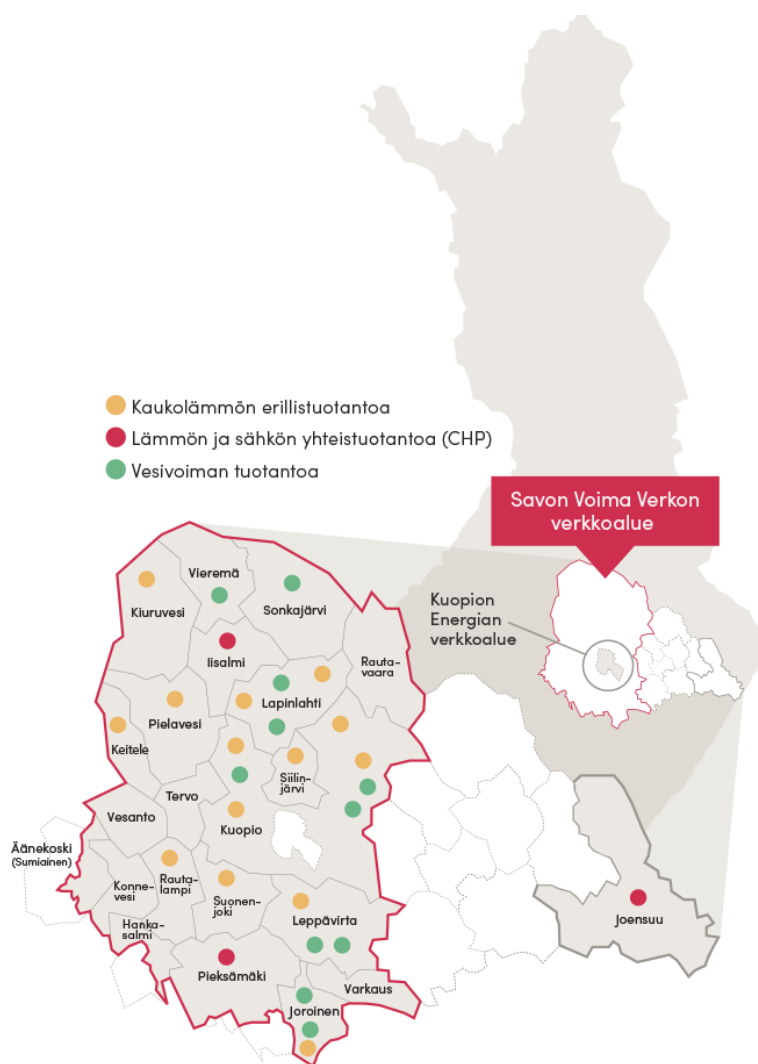 Kaukolämmön erillistuotantoa
Lämmön ja sähkön yhteistuotantoa (CHP)
Vesivoiman tuotantoa
Savon Voima Verkon
verkkoalue
Kuopion
Energian
verkkoalue
Vieremä
Kiuruvesi
Sonkajärvi
Iisalmi
Rauta-
vaara
Lapinlahti
Pielavesi
Keitele
Siilin-
järvi
Tervo
Vesanto
Kuopio
Äänekoski
(Sumiainen)
Konne-
vesi
Rauta-
lampi
Suonen-
joki
Hanka-
salmi
Leppävirta
Joensuu
Pieksämäki
Varkaus
Joroinen